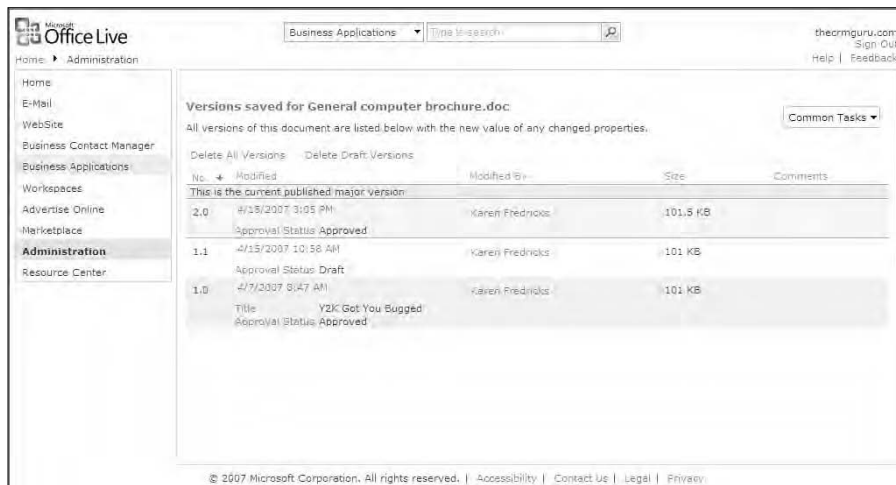 Microsoft
Office Live
Business Applications
Type to search
thecrmguru.com
Sign Out
Help | Feedback
Home ▸ Administration
Home
E-Mail
WebSite
Business Contact Manager
Business Applications
Workspaces
Advertise Online
Marketplace
Administration
Resource Center
Versions saved for General computer brochure.doc
Common Tasks
All versions of this document are listed below with the new value of any changed properties.
Delete All Versions Delete Draft Versions
No. Modified Modified By Size Comments
This is the current published major version
2.0 4/15/2007 3:05 PM Karen Fredricks 101.5 KB
Approval Status Approved
1.1 4/15/2007 10:58 AM Karen Fredricks 101 KB
Approval Status Draft
1.0 4/7/2007 8:47 AM Karen Fredricks 101 KB
Title Y2K Got You Bugged
Approval Status Approved
© 2007 Microsoft Corporation. All rights reserved. | Accessibility | Contact Us | Legal | Privacy